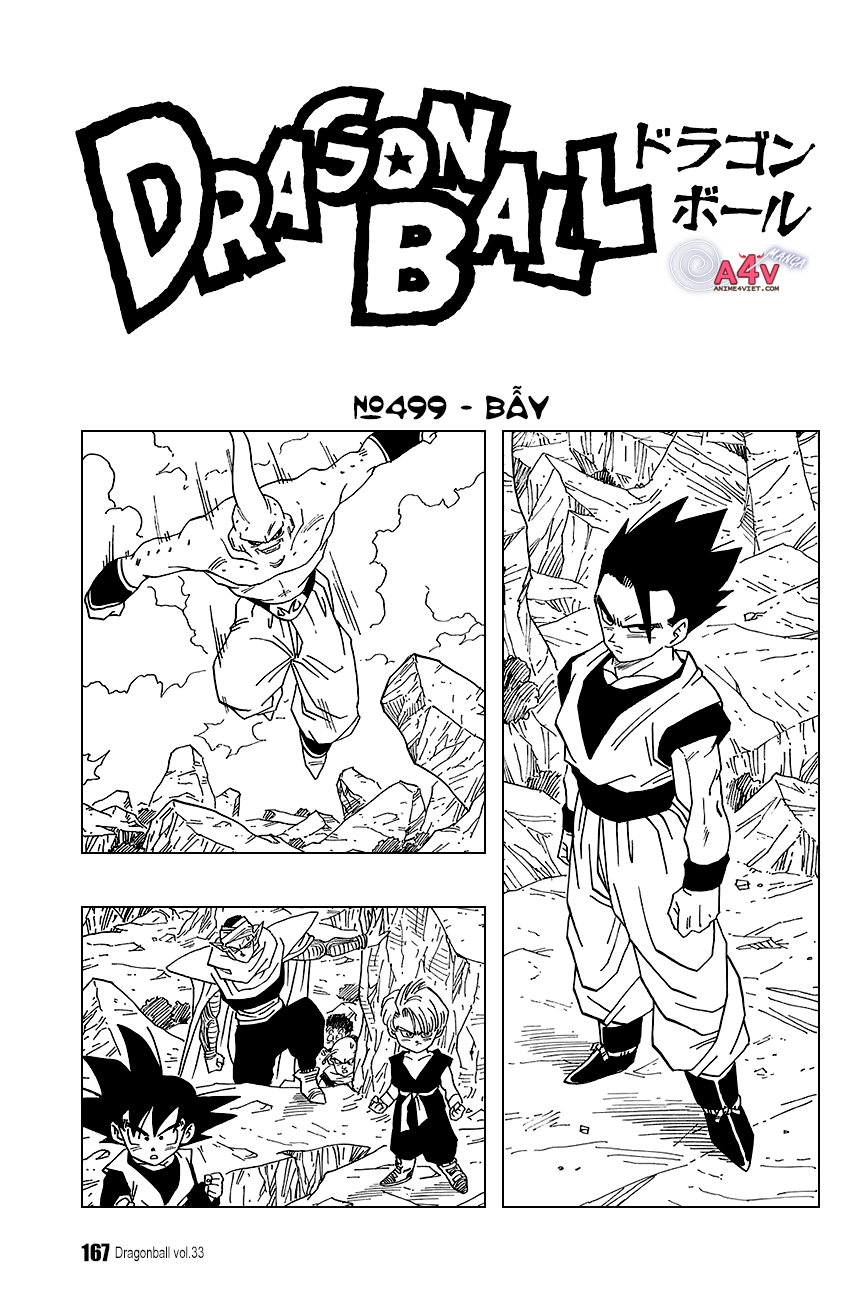 DRAGON BALL
ドラゴン
ボール
A4V MANGA
ANIME4VIET.COM
Nº499 - BẪY
167 Dragonball vol.33